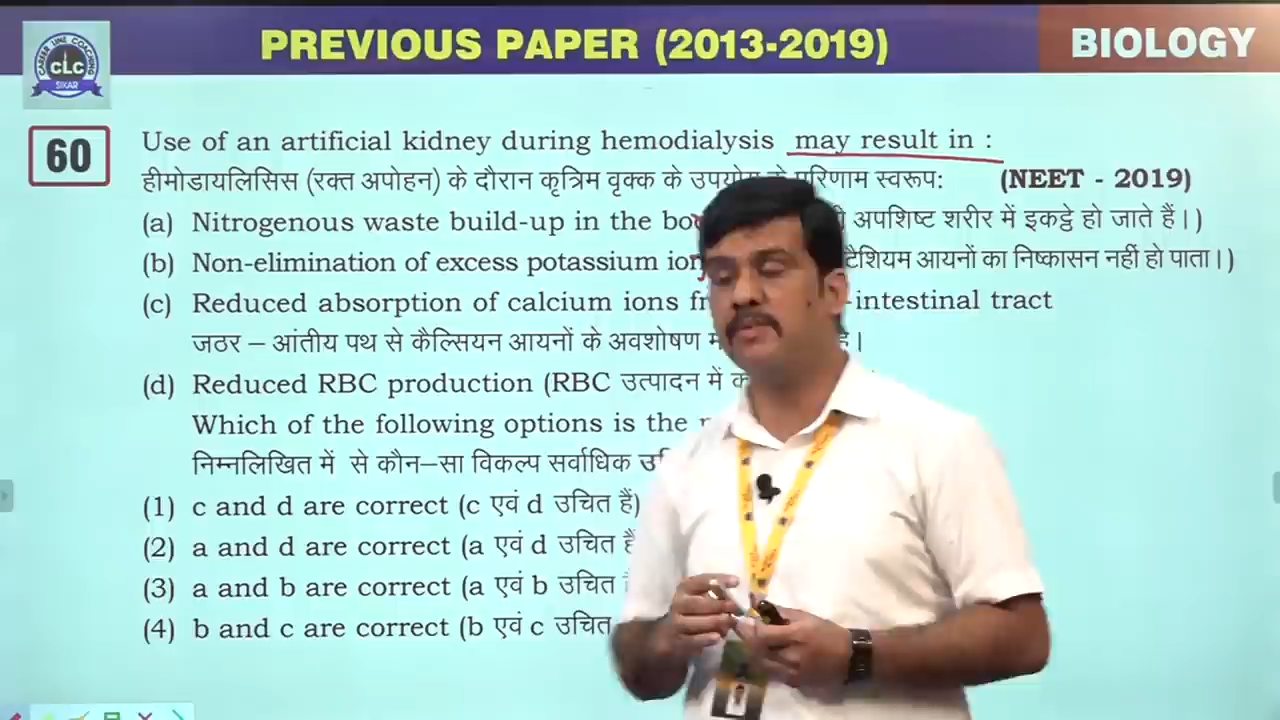 PREVIOUS PAPER (2013-2019)
BIOLOGY
CAREER LINE COACHING
CLC
SIKAR
60
Use of an artificial kidney during hemodialysis may result in :
हीमोडायलिसिस (रक्त अपोहन) के दौरान कृत्रिम वृक्क के उपयोग के परिणाम स्वरूप: (NEET - 2019)
(a) Nitrogenous waste build-up in the अपशिष्ट शरीर में इकट्ठे हो जाते हैं।)
(b) Non-elimination of excess potassium आयनों का निष्कासन नहीं हो पाता।)
(c) Reduced absorption of calcium ions intestinal tract
जठर – आंतीय पथ से कैल्सियन आयनों के अवशोषण
(d) Reduced RBC production (RBC उत्पादन में
Which of the following options is the
निम्नलिखित में से कौन–सा विकल्प सर्वाधिक
(1) c and d are correct (c एवं d उचित हैं)
(2) a and d are correct (a एवं d उचित
(3) a and b are correct (a एवं b उचित
(4) b and c are correct (b एवं c उचित